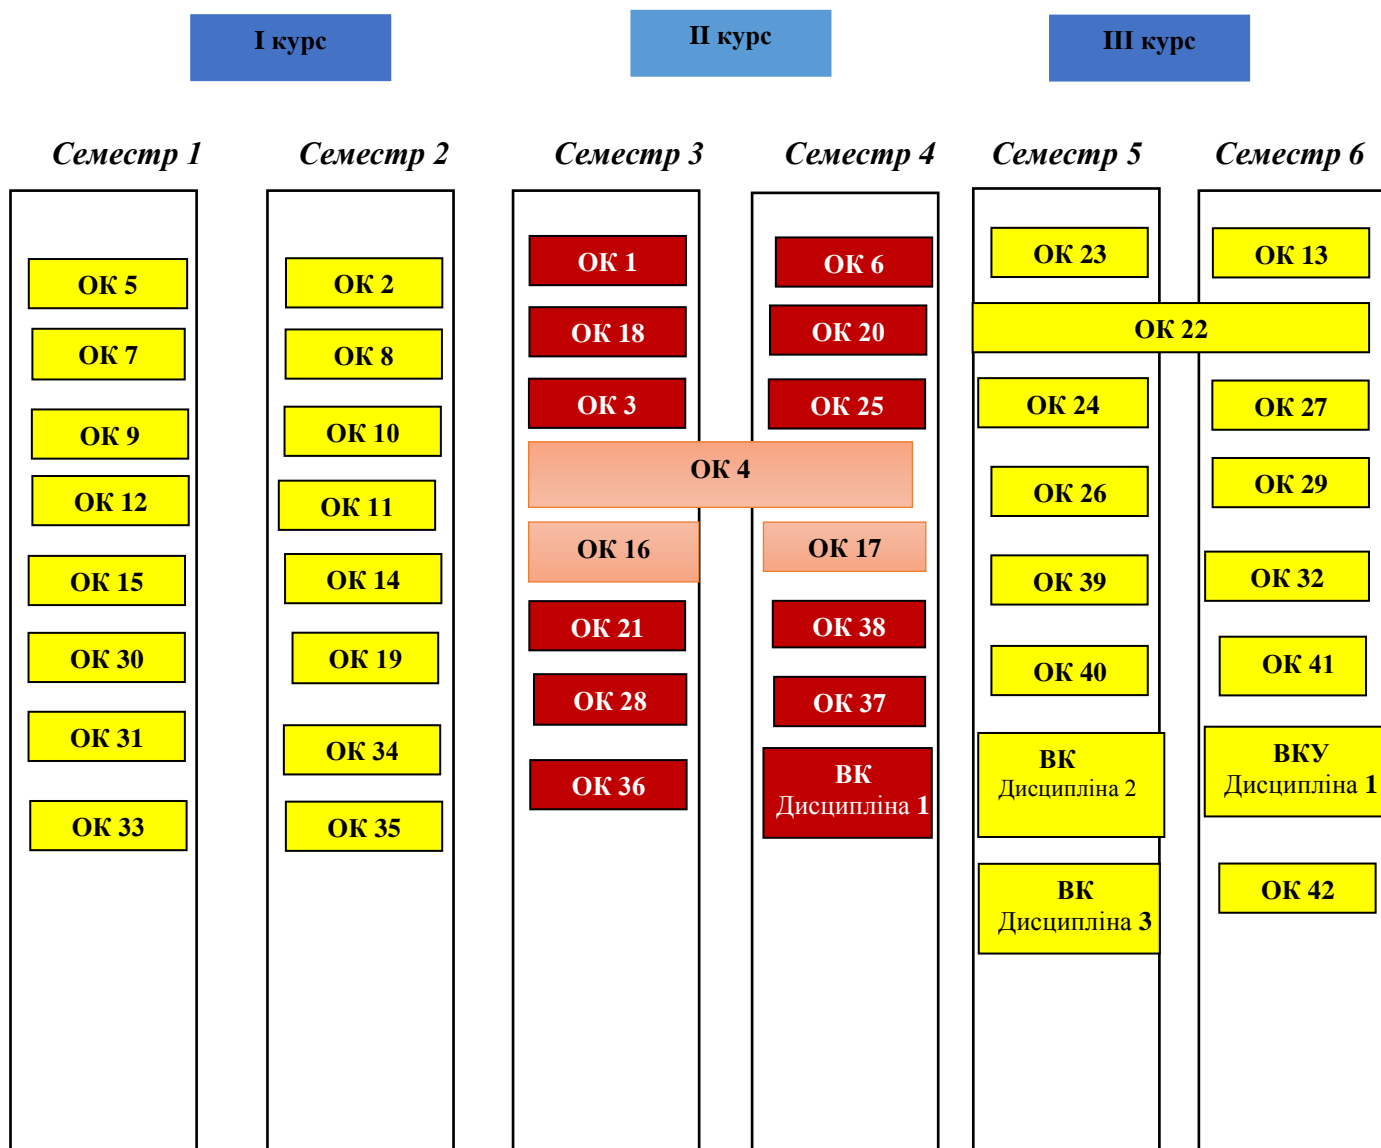 І курс
ІІ курс
ІІІ курс
Семестр 1
Семестр 2
Семестр 3
Семестр 4
Семестр 5
Семестр 6
ОК 5
ОК 7
ОК 9
ОК 12
ОК 15
ОК 30
ОК 31
ОК 33
ОК 2
ОК 8
ОК 10
ОК 11
ОК 14
ОК 19
ОК 34
ОК 35
ОК 1
ОК 18
ОК 3
ОК 4
ОК 16
ОК 21
ОК 28
ОК 36
ОК 6
ОК 20
ОК 25
ОК 17
ОК 38
ОК 37
ВК
Дисципліна 1
ОК 23
ОК 22
ОК 24
ОК 26
ОК 39
ОК 40
ВК
Дисципліна 2
ВК
Дисципліна 3
ОК 13
ОК 27
ОК 29
ОК 32
ОК 41
ВКУ
Дисципліна 1
ОК 42